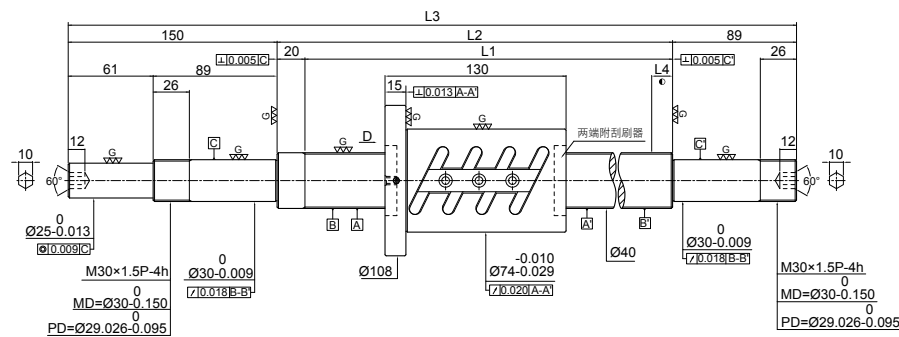 L3
150
L2
89
⊥ 0.005 C
20
L1
⊥ 0.005 C'
61
89
130
L4
26
26
15
⊥ 0.013 A-A'
G
G
G
两端附刮刷器
12
G
C
G
G
D
G
C'
G
12
10
60°
60°
10
B
A
A'
B'
0
Ø25-0.013
◎ 0.009 C
0
Ø30-0.009
↗ 0.018 B-B'
Ø108
-0.010
Ø74-0.029
↗ 0.020 A-A'
Ø40
0
Ø30-0.009
↗ 0.018 B-B'
M30×1.5P-4h
0
MD=Ø30-0.150
0
PD=Ø29.026-0.095
M30×1.5P-4h
0
MD=Ø30-0.150
0
PD=Ø29.026-0.095